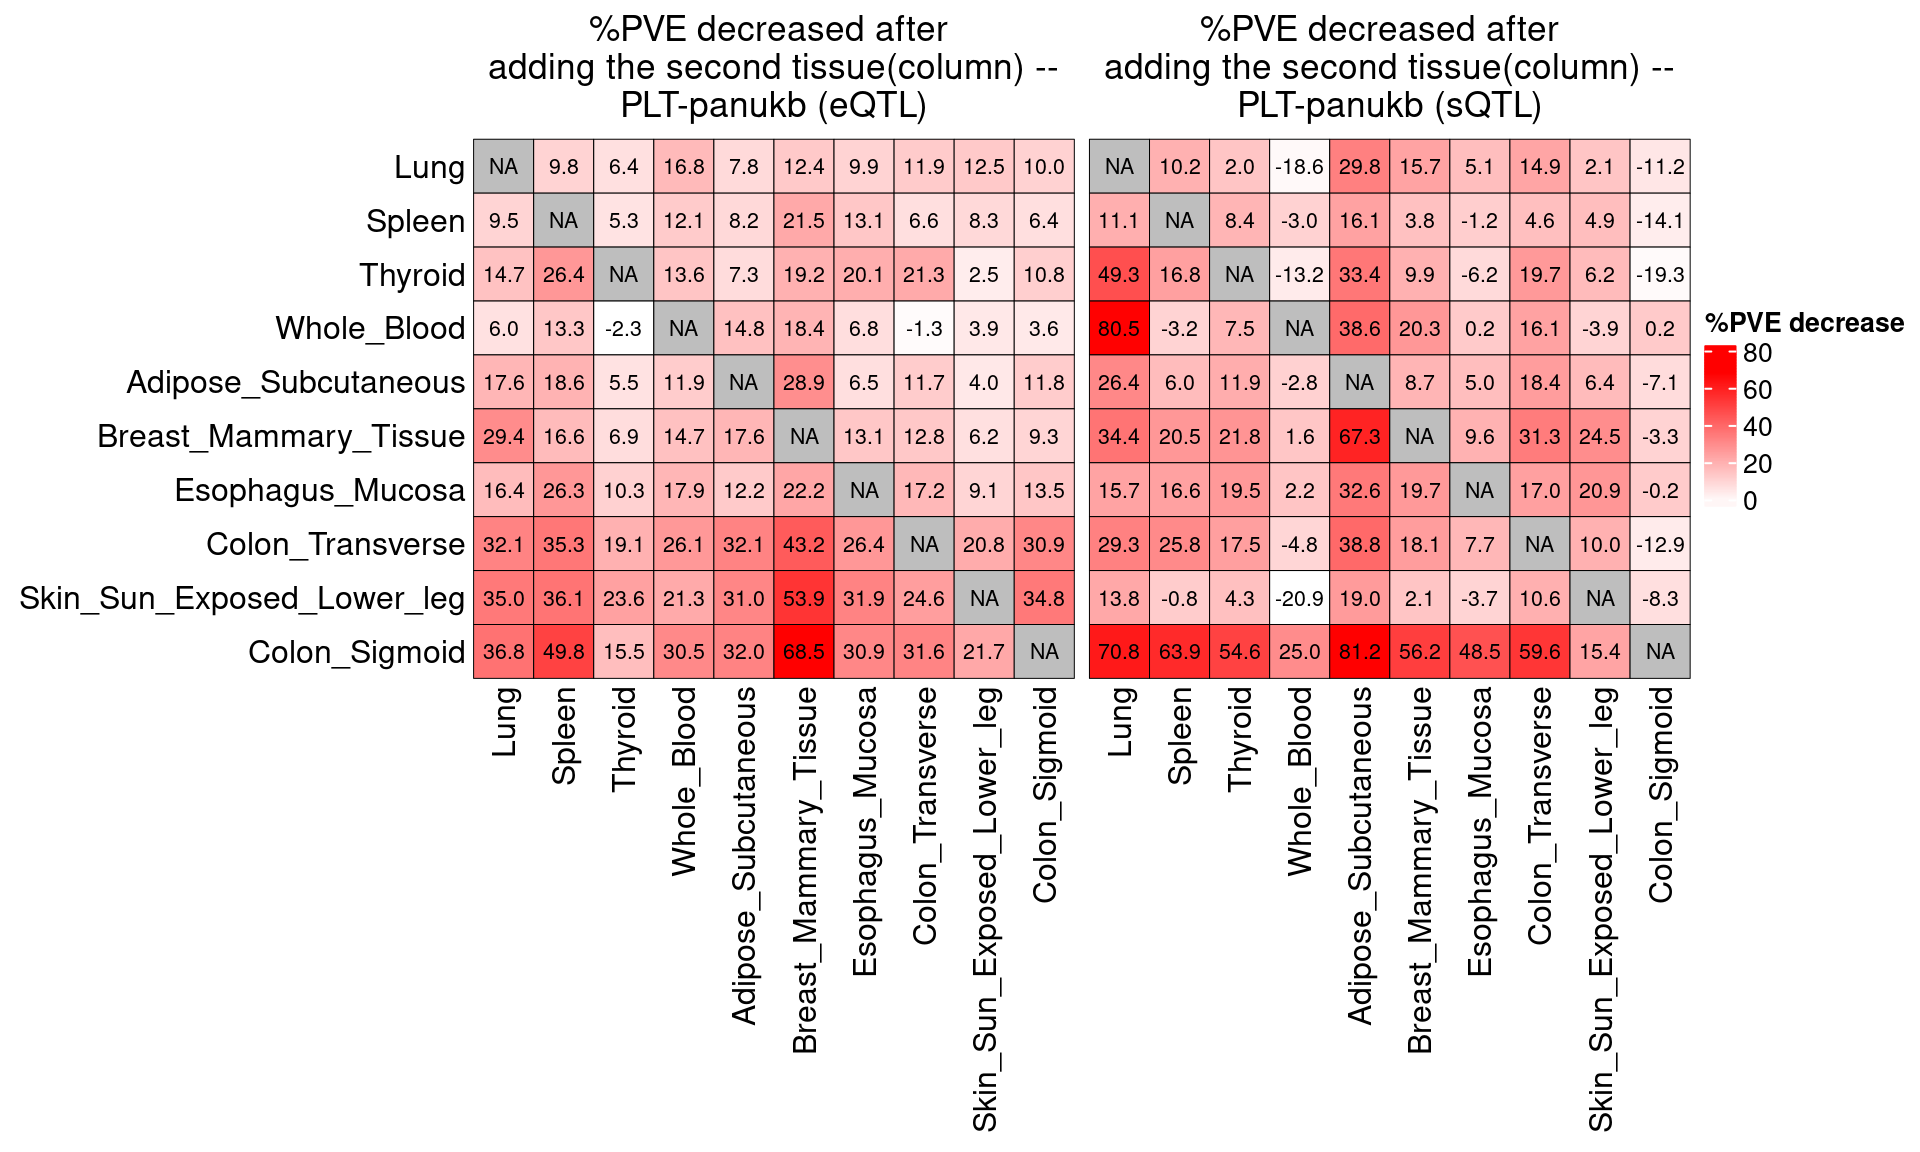 %PVE decreased after
adding the second tissue(column) --
PLT-panukb (eQTL)
%PVE decreased after
adding the second tissue(column) --
PLT-panukb (sQTL)
Lung NA 9.8 6.4 16.8 7.8 12.4 9.9 11.9 12.5 10.0 NA 10.2 2.0 -18.6 29.8 15.7 5.1 14.9 2.1 -11.2
Spleen 9.5 NA 5.3 12.1 8.2 21.5 13.1 6.6 8.3 6.4 11.1 NA 8.4 -3.0 16.1 3.8 -1.2 4.6 4.9 -14.1
Thyroid 14.7 26.4 NA 13.6 7.3 19.2 20.1 21.3 2.5 10.8 49.3 16.8 NA -13.2 33.4 9.9 -6.2 19.7 6.2 -19.3
Whole_Blood 6.0 13.3 -2.3 NA 14.8 18.4 6.8 -1.3 3.9 3.6 80.5 -3.2 7.5 NA 38.6 20.3 0.2 16.1 -3.9 0.2
Adipose_Subcutaneous 17.6 18.6 5.5 11.9 NA 28.9 6.5 11.7 4.0 11.8 26.4 6.0 11.9 -2.8 NA 8.7 5.0 18.4 6.4 -7.1
Breast_Mammary_Tissue 29.4 16.6 6.9 14.7 17.6 NA 13.1 12.8 6.2 9.3 34.4 20.5 21.8 1.6 67.3 NA 9.6 31.3 24.5 -3.3
Esophagus_Mucosa 16.4 26.3 10.3 17.9 12.2 22.2 NA 17.2 9.1 13.5 15.7 16.6 19.5 2.2 32.6 19.7 NA 17.0 20.9 -0.2
Colon_Transverse 32.1 35.3 19.1 26.1 32.1 43.2 26.4 NA 20.8 30.9 29.3 25.8 17.5 -4.8 38.8 18.1 7.7 NA 10.0 -12.9
Skin_Sun_Exposed_Lower_leg 35.0 36.1 23.6 21.3 31.0 53.9 31.9 24.6 NA 34.8 13.8 -0.8 4.3 -20.9 19.0 2.1 -3.7 10.6 NA -8.3
Colon_Sigmoid 36.8 49.8 15.5 30.5 32.0 68.5 30.9 31.6 21.7 NA 70.8 63.9 54.6 25.0 81.2 56.2 48.5 59.6 15.4 NA
Lung
Spleen
Thyroid
Whole_Blood
Adipose_Subcutaneous
Breast_Mammary_Tissue
Esophagus_Mucosa
Colon_Transverse
Skin_Sun_Exposed_Lower_leg
Colon_Sigmoid
Lung
Spleen
Thyroid
Whole_Blood
Adipose_Subcutaneous
Breast_Mammary_Tissue
Esophagus_Mucosa
Colon_Transverse
Skin_Sun_Exposed_Lower_leg
Colon_Sigmoid
%PVE decrease
80
60
40
20
0